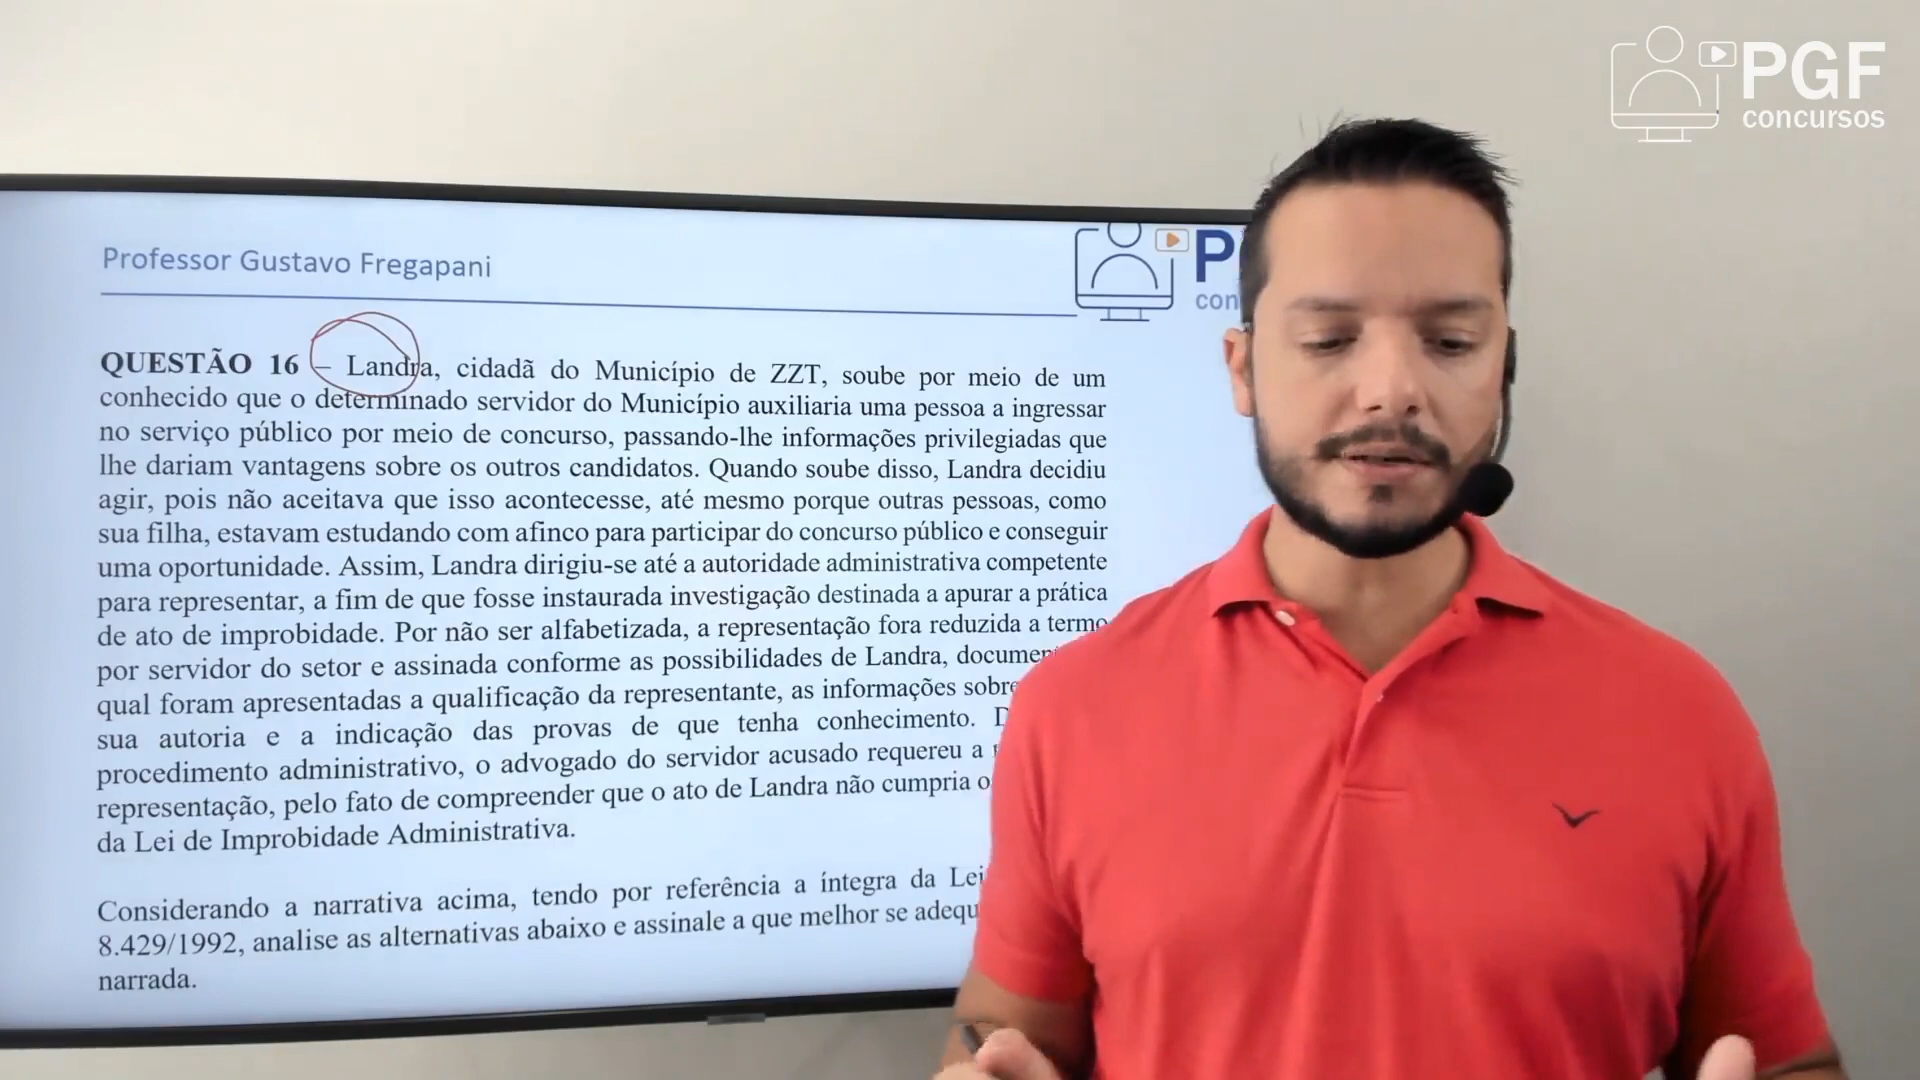 PGF
concursos
Professor Gustavo Fregapani
P
con
QUESTÃO 16 – Landra, cidadã do Município de ZZT, soube por meio de um
conhecido que o determinado servidor do Município auxiliaria uma pessoa a ingressar
no serviço público por meio de concurso, passando-lhe informações privilegiadas que
lhe dariam vantagens sobre os outros candidatos. Quando soube disso, Landra decidiu
agir, pois não aceitava que isso acontecesse, até mesmo porque outras pessoas, como
sua filha, estavam estudando com afinco para participar do concurso público e conseguir
uma oportunidade. Assim, Landra dirigiu-se até a autoridade administrativa competente
para representar, a fim de que fosse instaurada investigação destinada a apurar a prática
de ato de improbidade. Por não ser alfabetizada, a representação fora reduzida a termo
por servidor do setor e assinada conforme as possibilidades de Landra,
qual foram apresentadas a qualificação da representante, as informações sobre
sua autoria e a indicação das provas de que tenha conhecimento.
procedimento administrativo, o advogado do servidor acusado requereu a
representação, pelo fato de compreender que o ato de Landra não cumpria o
da Lei de Improbidade Administrativa.
Considerando a narrativa acima, tendo por referência a íntegra da Lei
8.429/1992, analise as alternativas abaixo e assinale a que melhor se
narrada.